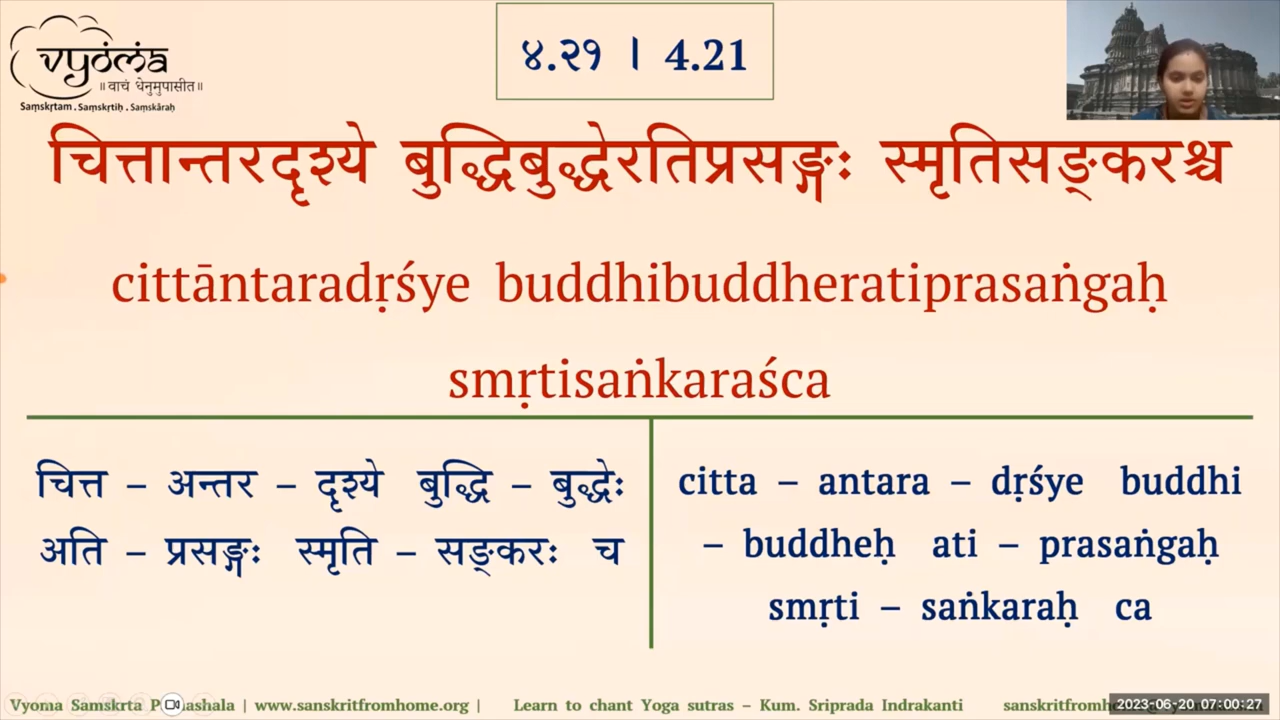 vyoma
॥वाचं धेनुमुपासीत॥
Saṃskṛtam . Saṃskṛtiḥ . Saṃskāraḥ
४.२१ । 4.21
चित्तान्तरदृश्ये बुद्धिबुद्धेरतिप्रसङ्गः स्मृतिसङ्करश्च
cittāntaradṛśye buddhibuddheratiprasaṅgaḥ
smṛtisaṅkaraśca
चित्त – अन्तर – दृश्ये बुद्धि – बुद्धेः
अति – प्रसङ्गः स्मृति – सङ्करः च
citta – antara – dṛśye buddhi
– buddheḥ ati – prasaṅgaḥ
smṛti – saṅkaraḥ ca
Vyoma Samskrta | www.sanskritfromhome.org | Learn to chant Yoga sutras – Kum. Sriprada Indrakanti
2023-06-20 07:00:27